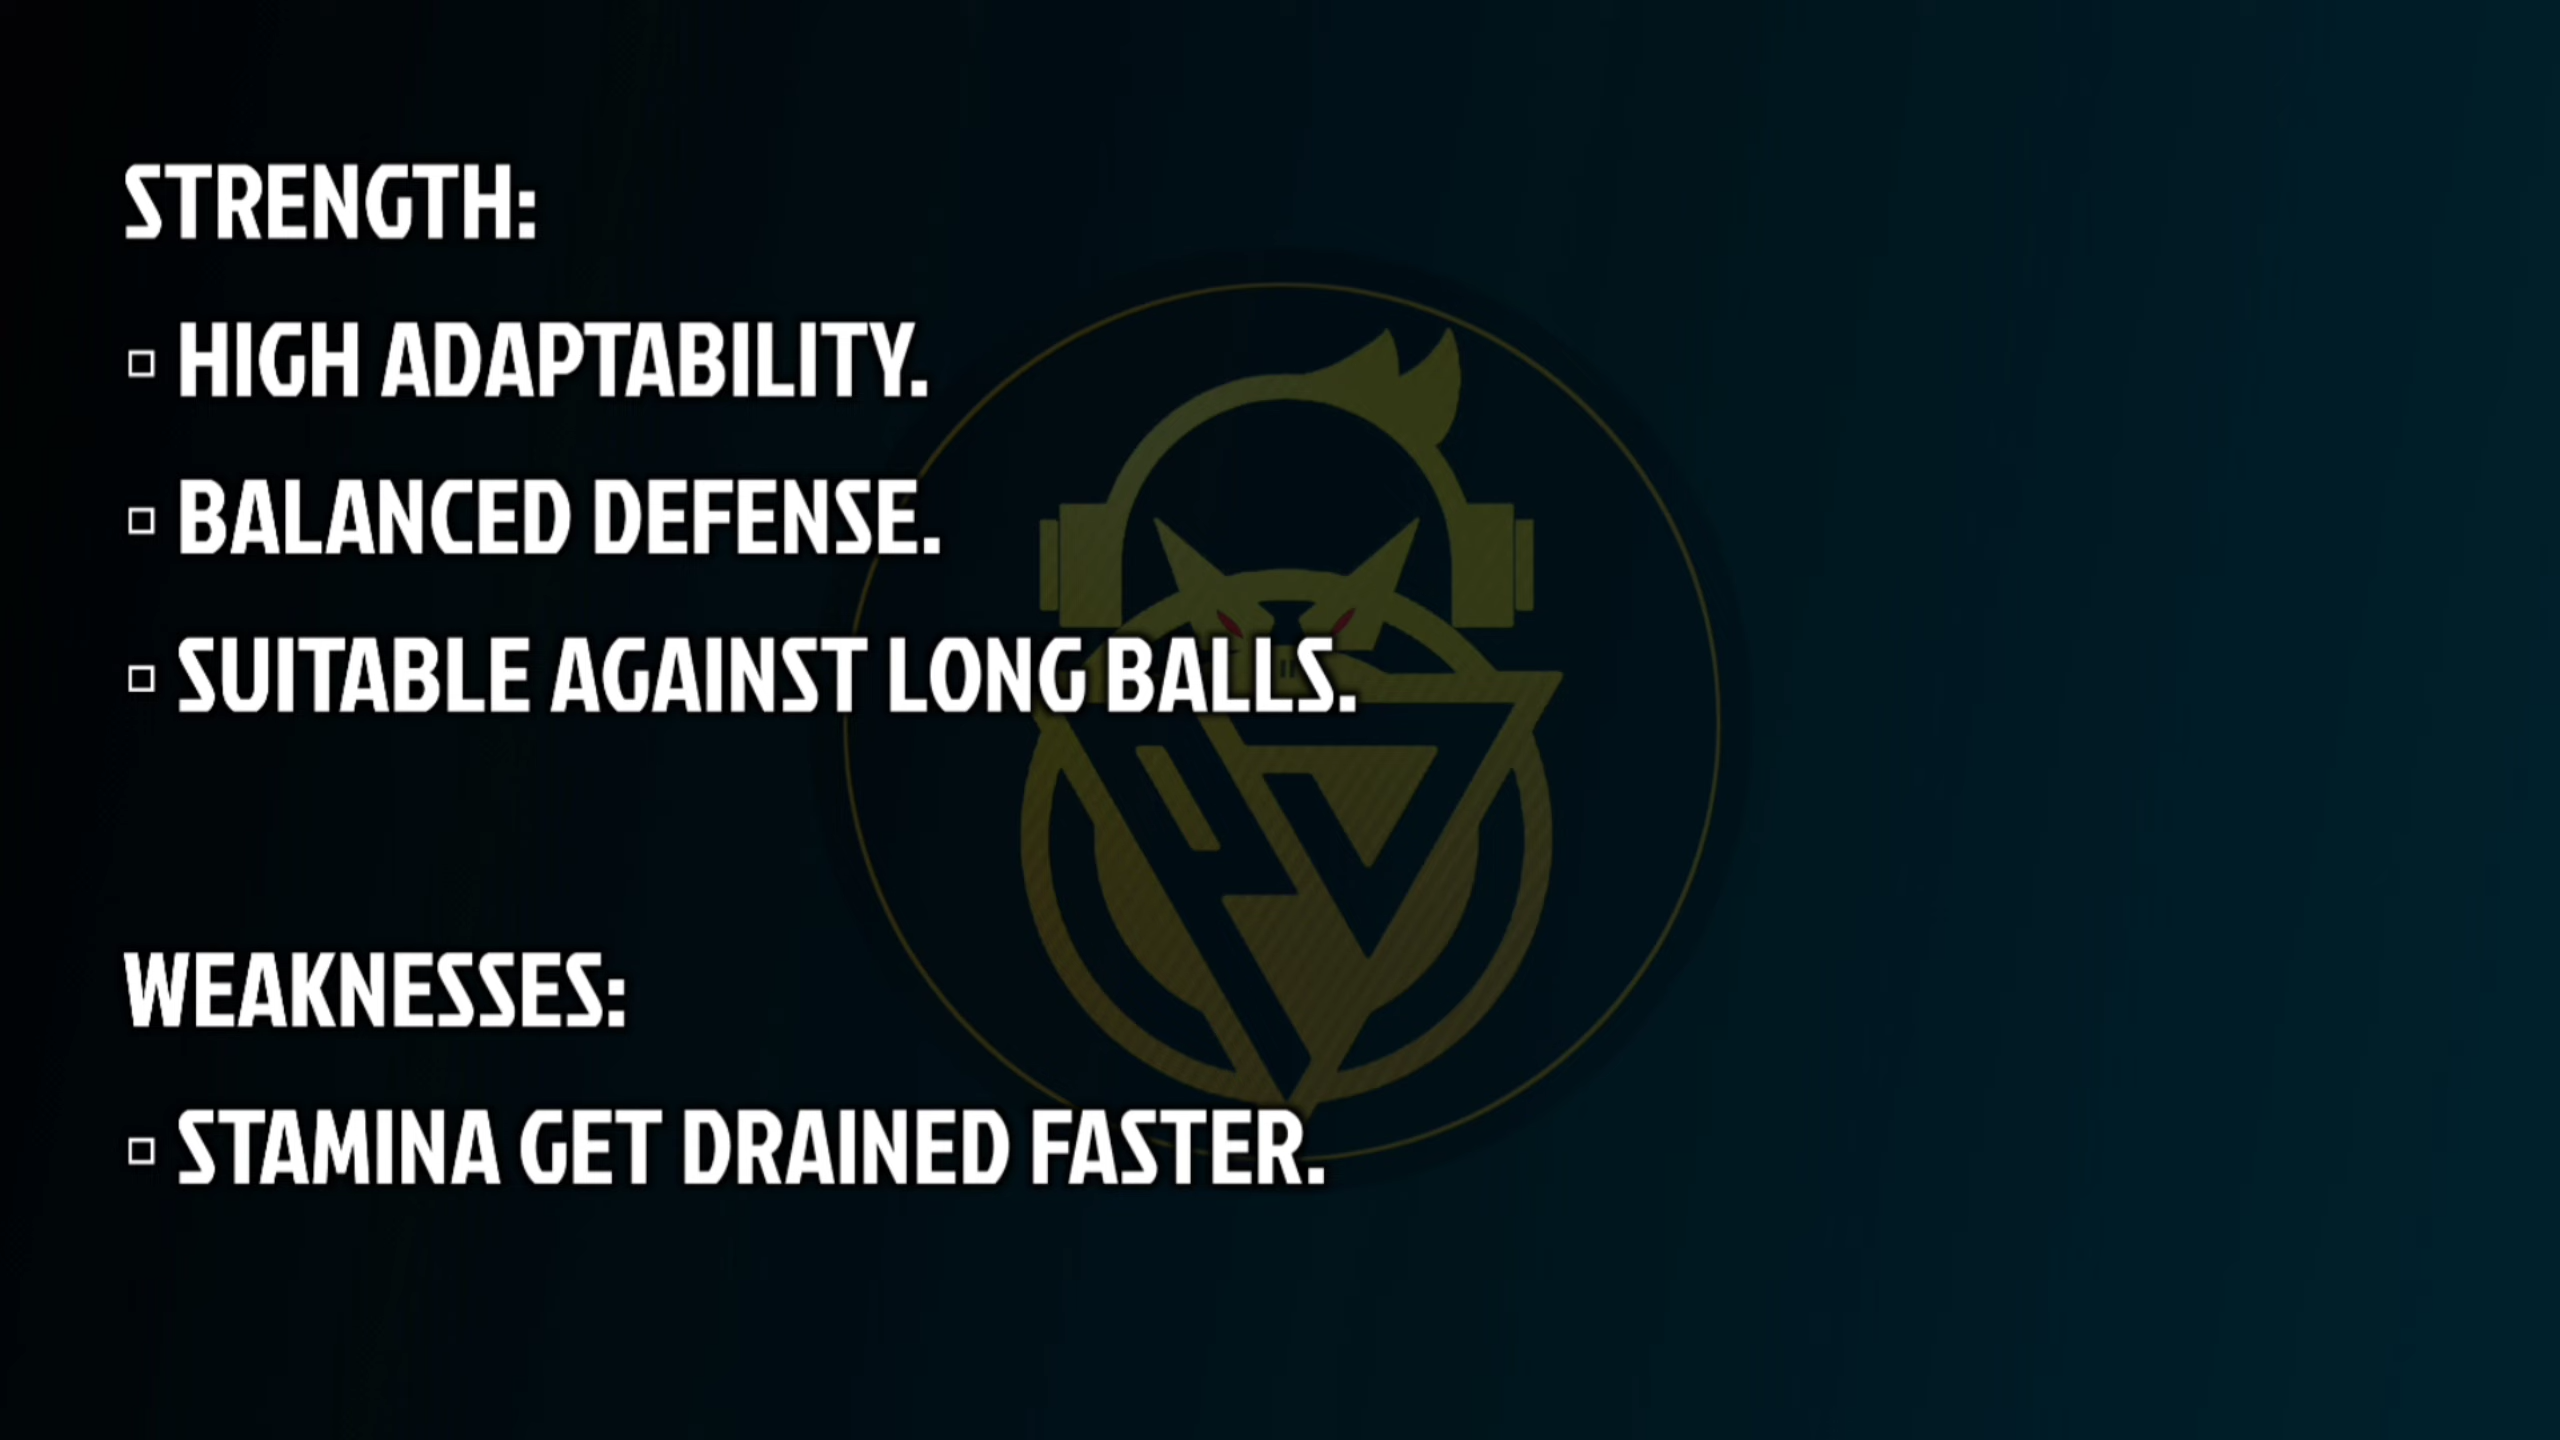 STRENGTH:
▫ HIGH ADAPTABILITY.
▫ BALANCED DEFENSE.
▫ SUITABLE AGAINST LONG BALLS.
WEAKNESSES:
▫ STAMINA GET DRAINED FASTER.